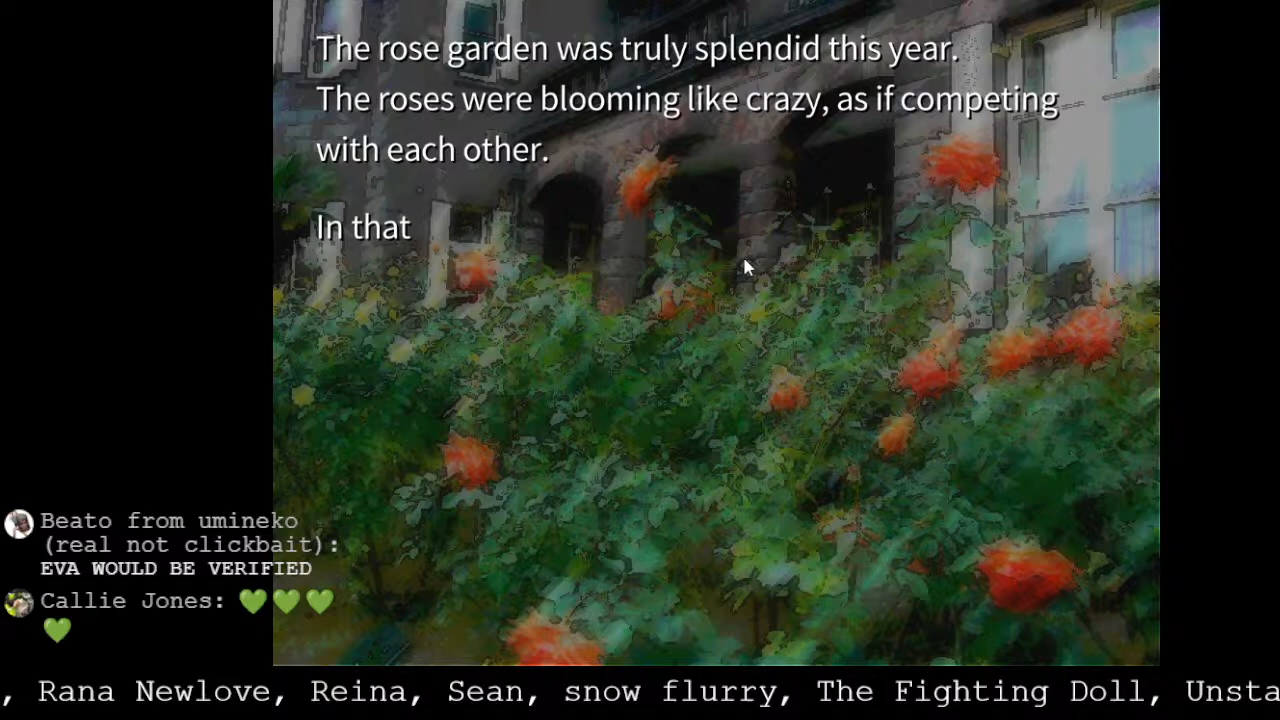 The rose garden was truly splendid this year.
The roses were blooming like crazy, as if competing
with each other.
In that
Beato from umineko
(real not clickbait):
EVA WOULD BE VERIFIED
Callie Jones: 💚💚💚
💚
, Rana Newlove, Reina, Sean, snow flurry, The Fighting Doll, Unsta